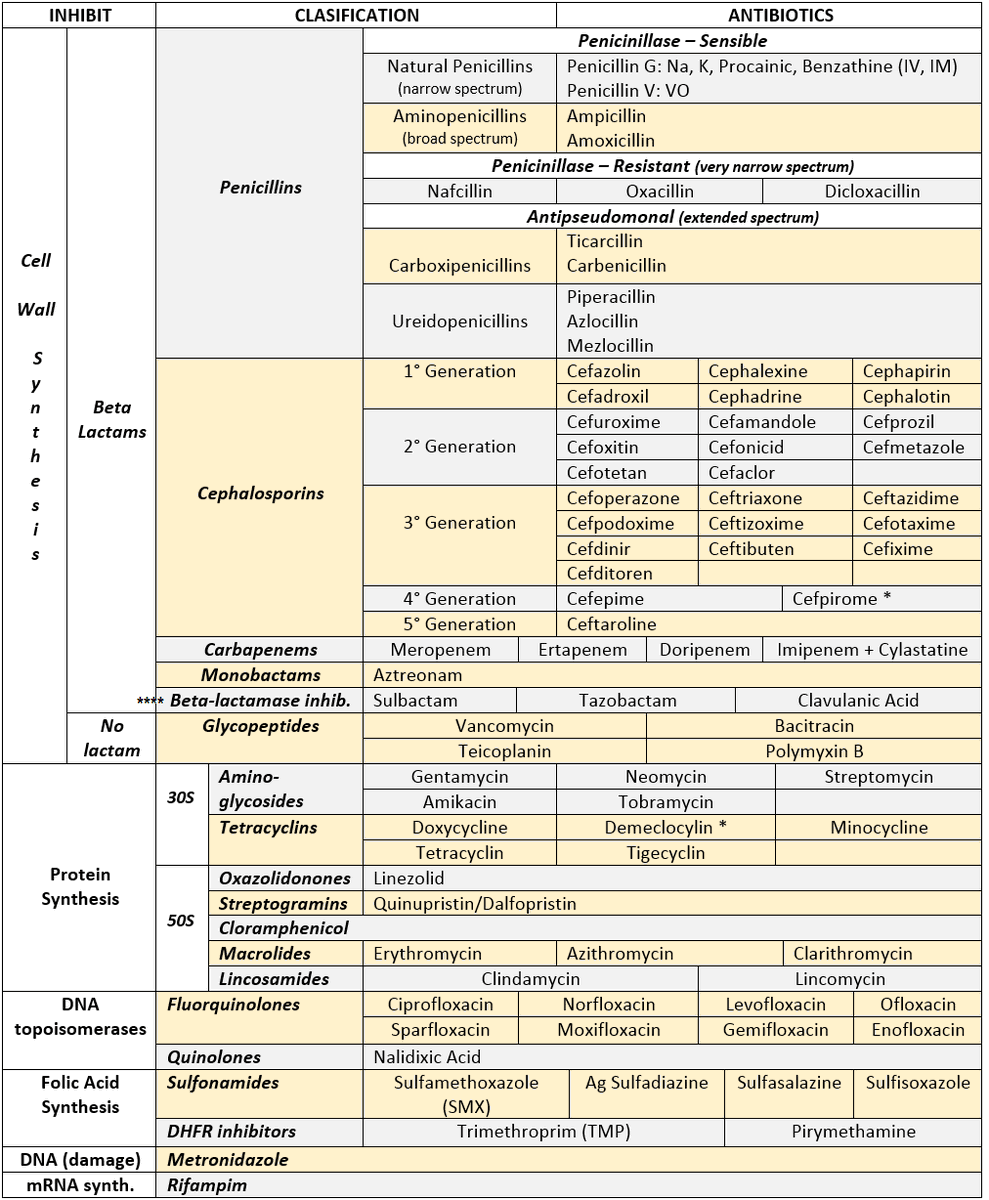 INHIBIT CLASIFICATION ANTIBIOTICS
Cell
Wall
S
y
n
t
h
e
s
i
s
Beta
Lactams
Penicillins
Penicinillase – Sensible
Natural Penicillins
(narrow spectrum)
Penicillin G: Na, K, Procainic, Benzathine (IV, IM)
Penicillin V: VO
Aminopenicillins
(broad spectrum)
Ampicillin
Amoxicillin
Penicinillase – Resistant (very narrow spectrum)
Nafcillin Oxacillin Dicloxacillin
Antipseudomonal (extended spectrum)
Carboxipenicillins
Ticarcillin
Carbenicillin
Ureidopenicillins
Piperacillin
Azlocillin
Mezlocillin
Cephalosporins
1° Generation
Cefazolin Cephalexine Cephapirin
Cefadroxil Cephadrine Cephalotin
2° Generation
Cefuroxime Cefamandole Cefprozil
Cefoxitin Cefonicid Cefmetazole
Cefotetan Cefaclor
3° Generation
Cefoperazone Ceftriaxone Ceftazidime
Cefpodoxime Ceftizoxime Cefotaxime
Cefdinir Ceftibuten Cefixime
Cefditoren
4° Generation Cefepime Cefpirome *
5° Generation Ceftaroline
Carbapenems Meropenem Ertapenem Doripenem Imipenem + Cylastatine
Monobactams Aztreonam
**** Beta-lactamase inhib. Sulbactam Tazobactam Clavulanic Acid
No
lactam
Glycopeptides Vancomycin Bacitracin
Teicoplanin Polymyxin B
Protein
Synthesis
30S
Amino-
glycosides
Gentamycin Neomycin Streptomycin
Amikacin Tobramycin
Tetracyclins Doxycycline Demeclocylin * Minocycline
Tetracyclin Tigecyclin
50S
Oxazolidonones Linezolid
Streptogramins Quinupristin/Dalfopristin
Cloramphenicol
Macrolides Erythromycin Azithromycin Clarithromycin
Lincosamides Clindamycin Lincomycin
DNA
topoisomerases
Fluorquinolones Ciprofloxacin Norfloxacin Levofloxacin Ofloxacin
Sparfloxacin Moxifloxacin Gemifloxacin Enofloxacin
Quinolones Nalidixic Acid
Folic Acid
Synthesis
Sulfonamides Sulfamethoxazole Ag Sulfadiazine Sulfasalazine Sulfisoxazole
(SMX)
DHFR inhibitors Trimethroprim (TMP) Pirymethamine
DNA (damage) Metronidazole
mRNA synth. Rifampim